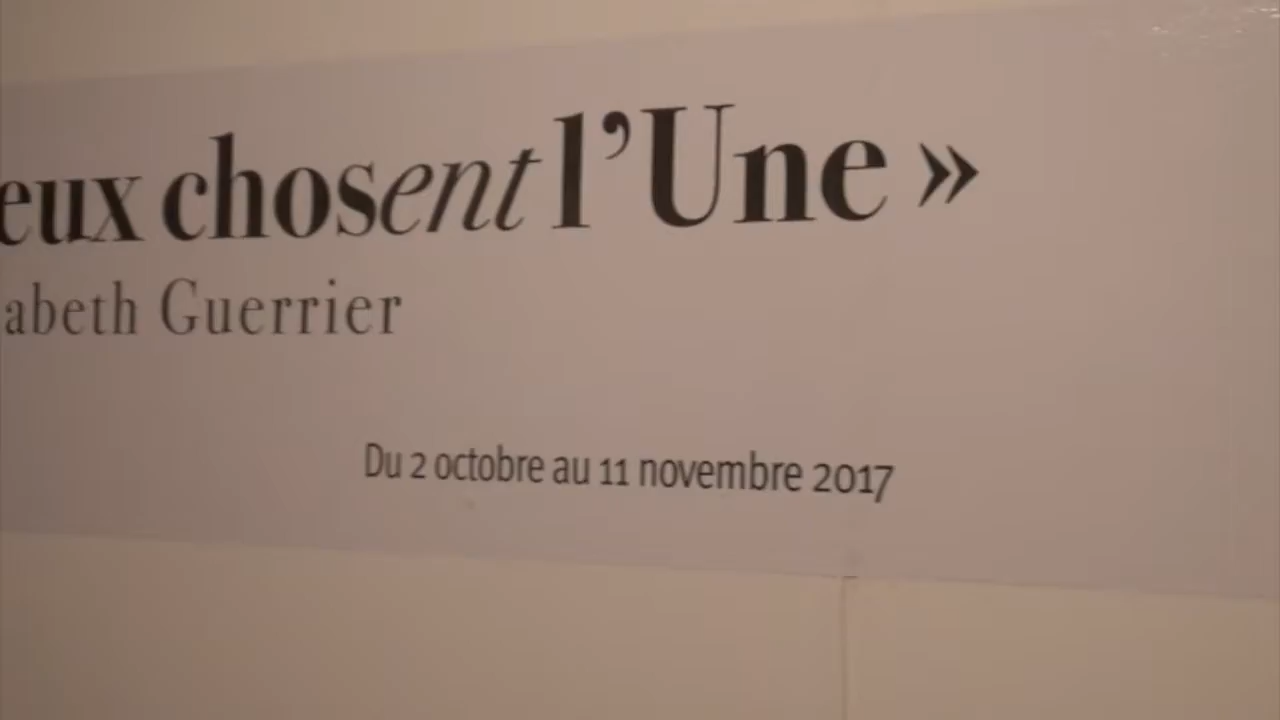 eux chosent l’Une »
abeth Guerrier
Du 2 octobre au 11 novembre 2017